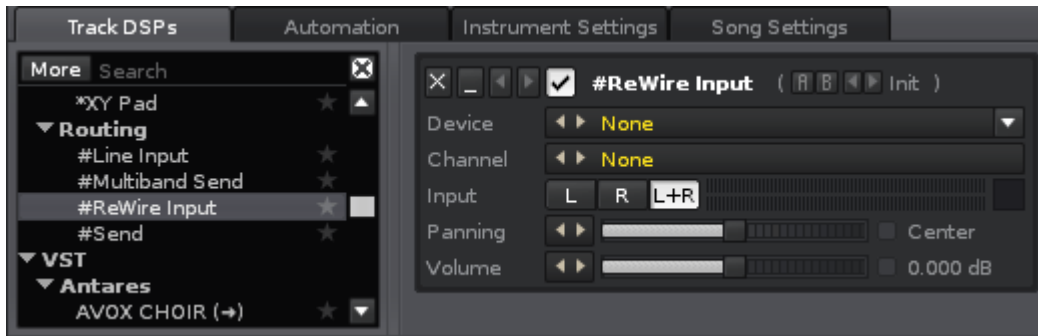 Track DSPs Automation Instrument Settings Song Settings
More Search
*XY Pad
Routing
#Line Input
#Multiband Send
#ReWire Input
#Send
VST
Antares
AVOX CHOIR (→)
#ReWire Input ( A B Init )
Device None
Channel None
Input L R L+R
Panning Center
Volume 0.000 dB